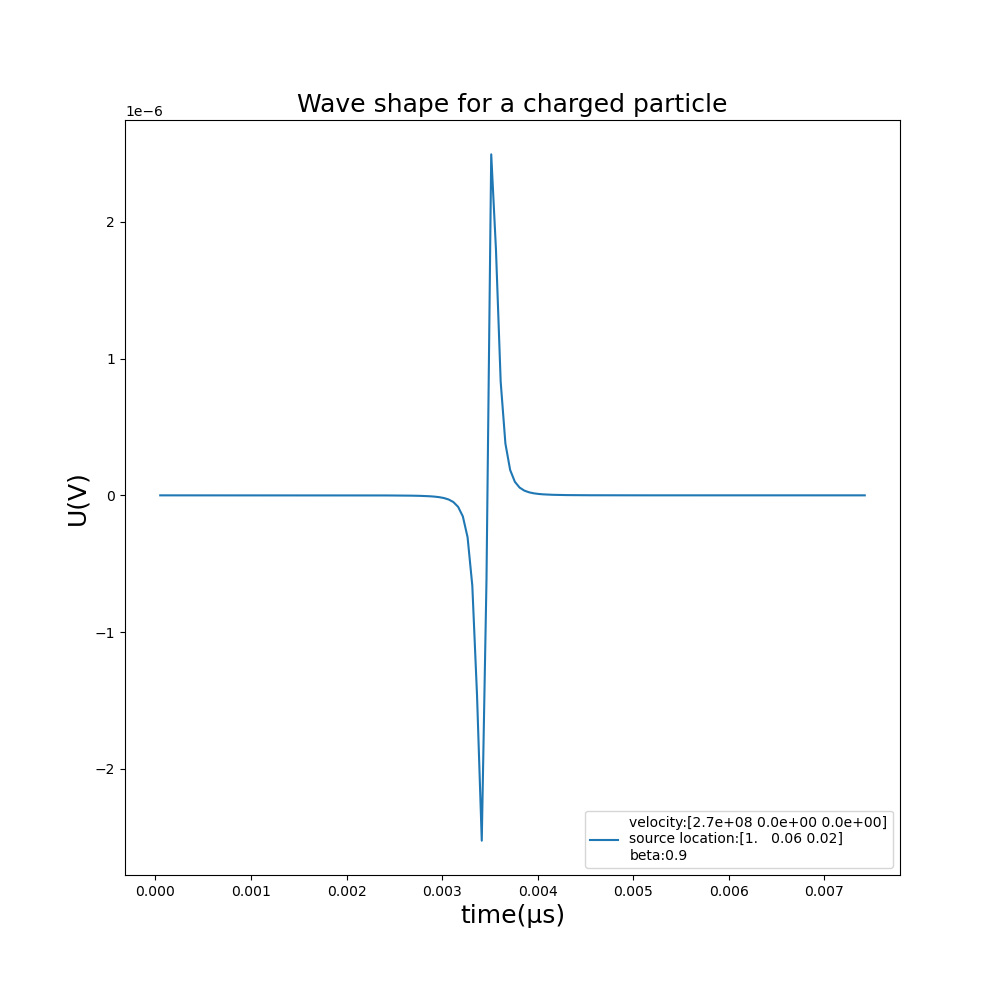 Wave shape for a charged particle
1e−6
2
1
0
−1
−2
U(V)
velocity:[2.7e+08 0.0e+00 0.0e+00]
source location:[1.   0.06 0.02]
beta:0.9
0.000 0.001 0.002 0.003 0.004 0.005 0.006 0.007
time(μs)